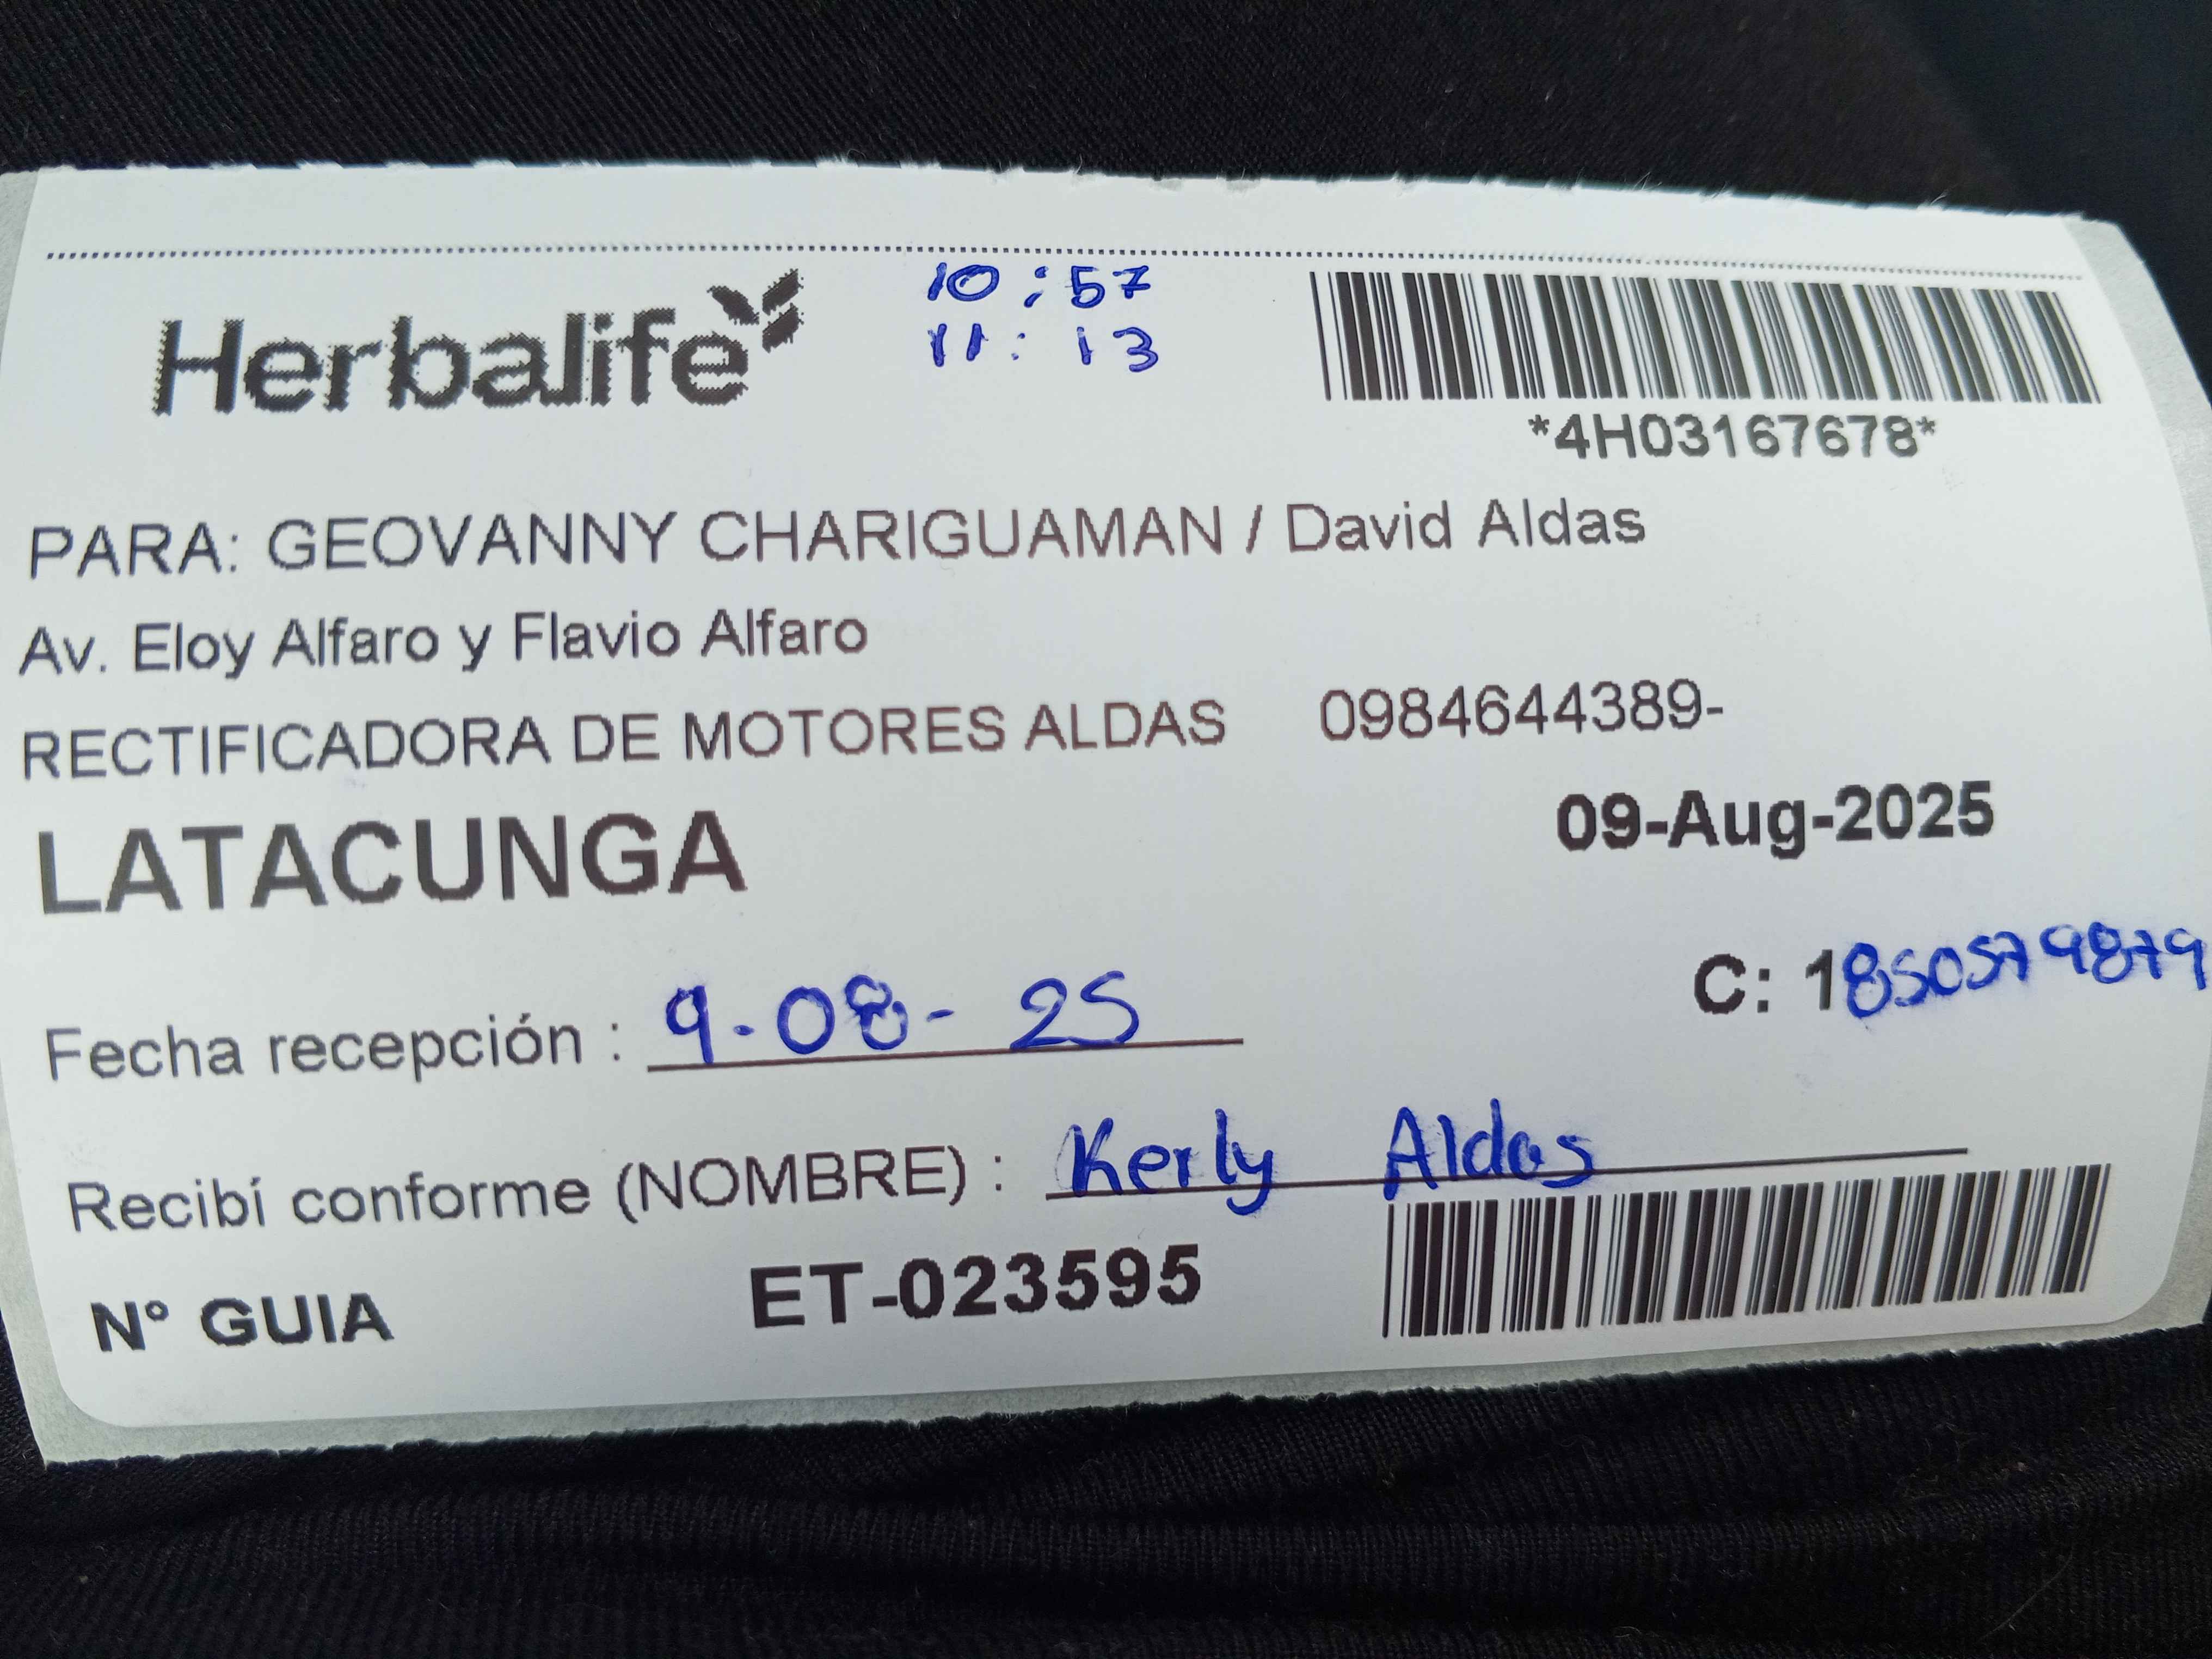 Herbalife
10:57
11:13
*4H03167678*
PARA: GEOVANNY CHARIGUAMAN / David Aldas
Av. Eloy Alfaro y Flavio Alfaro
RECTIFICADORA DE MOTORES ALDAS 0984644389-
LATACUNGA 09-Aug-2025
C: 1850579879
Fecha recepción : 9-08-25
Recibí conforme (NOMBRE) : Kerly Aldas
N° GUIA ET-023595